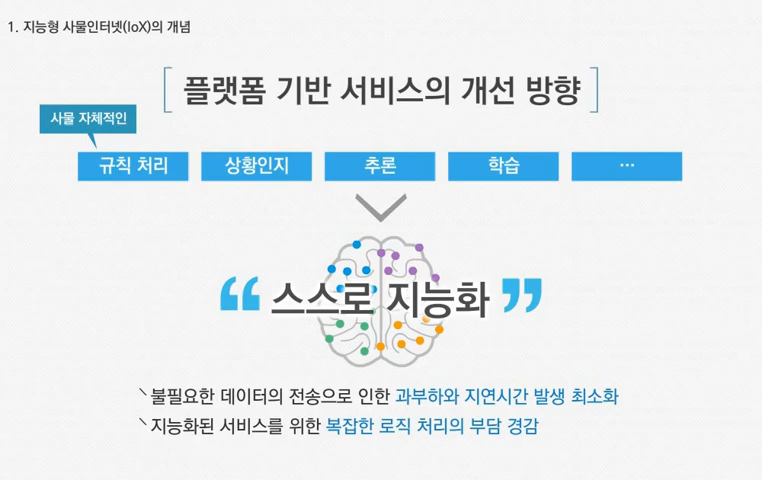 1. 지능형 사물인터넷(IoX)의 개념
플랫폼 기반 서비스의 개선 방향
사물 자체적인
규칙 처리 상황인지 추론 학습 …
“ 스스로 지능화 ”
불필요한 데이터의 전송으로 인한 과부하와 지연시간 발생 최소화
지능화된 서비스를 위한 복잡한 로직 처리의 부담 경감